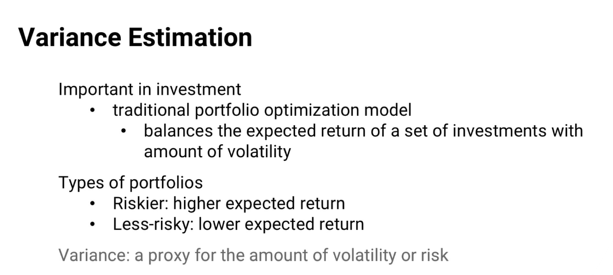 Variance Estimation
Important in investment
• traditional portfolio optimization model
• balances the expected return of a set of investments with
amount of volatility
Types of portfolios
• Riskier: higher expected return
• Less-risky: lower expected return
Variance: a proxy for the amount of volatility or risk